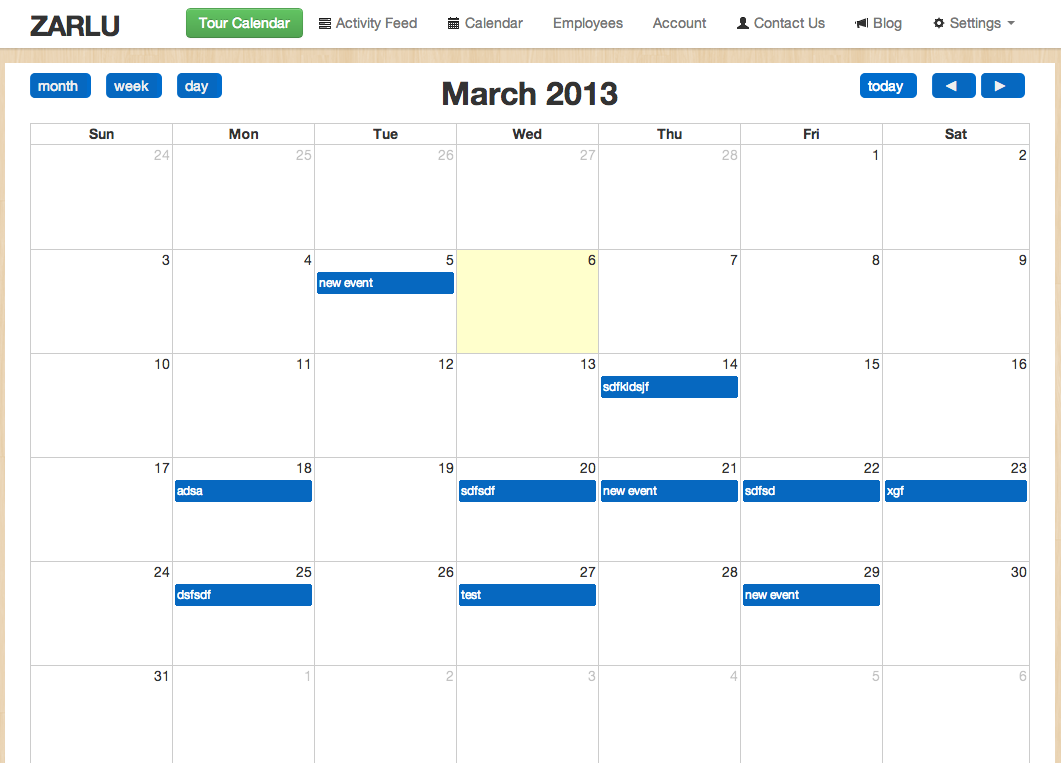 ZARLU Tour Calendar Activity Feed Calendar Employees Account Contact Us Blog Settings
month week day March 2013 today
Sun Mon Tue Wed Thu Fri Sat
24 25 26 27 28 1 2
3 4 5 6 7 8 9
new event
10 11 12 13 14 15 16
sdfkldsjf
17 18 19 20 21 22 23
adsa sdfsdf new event sdfsd xgf
24 25 26 27 28 29 30
dsfsdf test new event
31 1 2 3 4 5 6